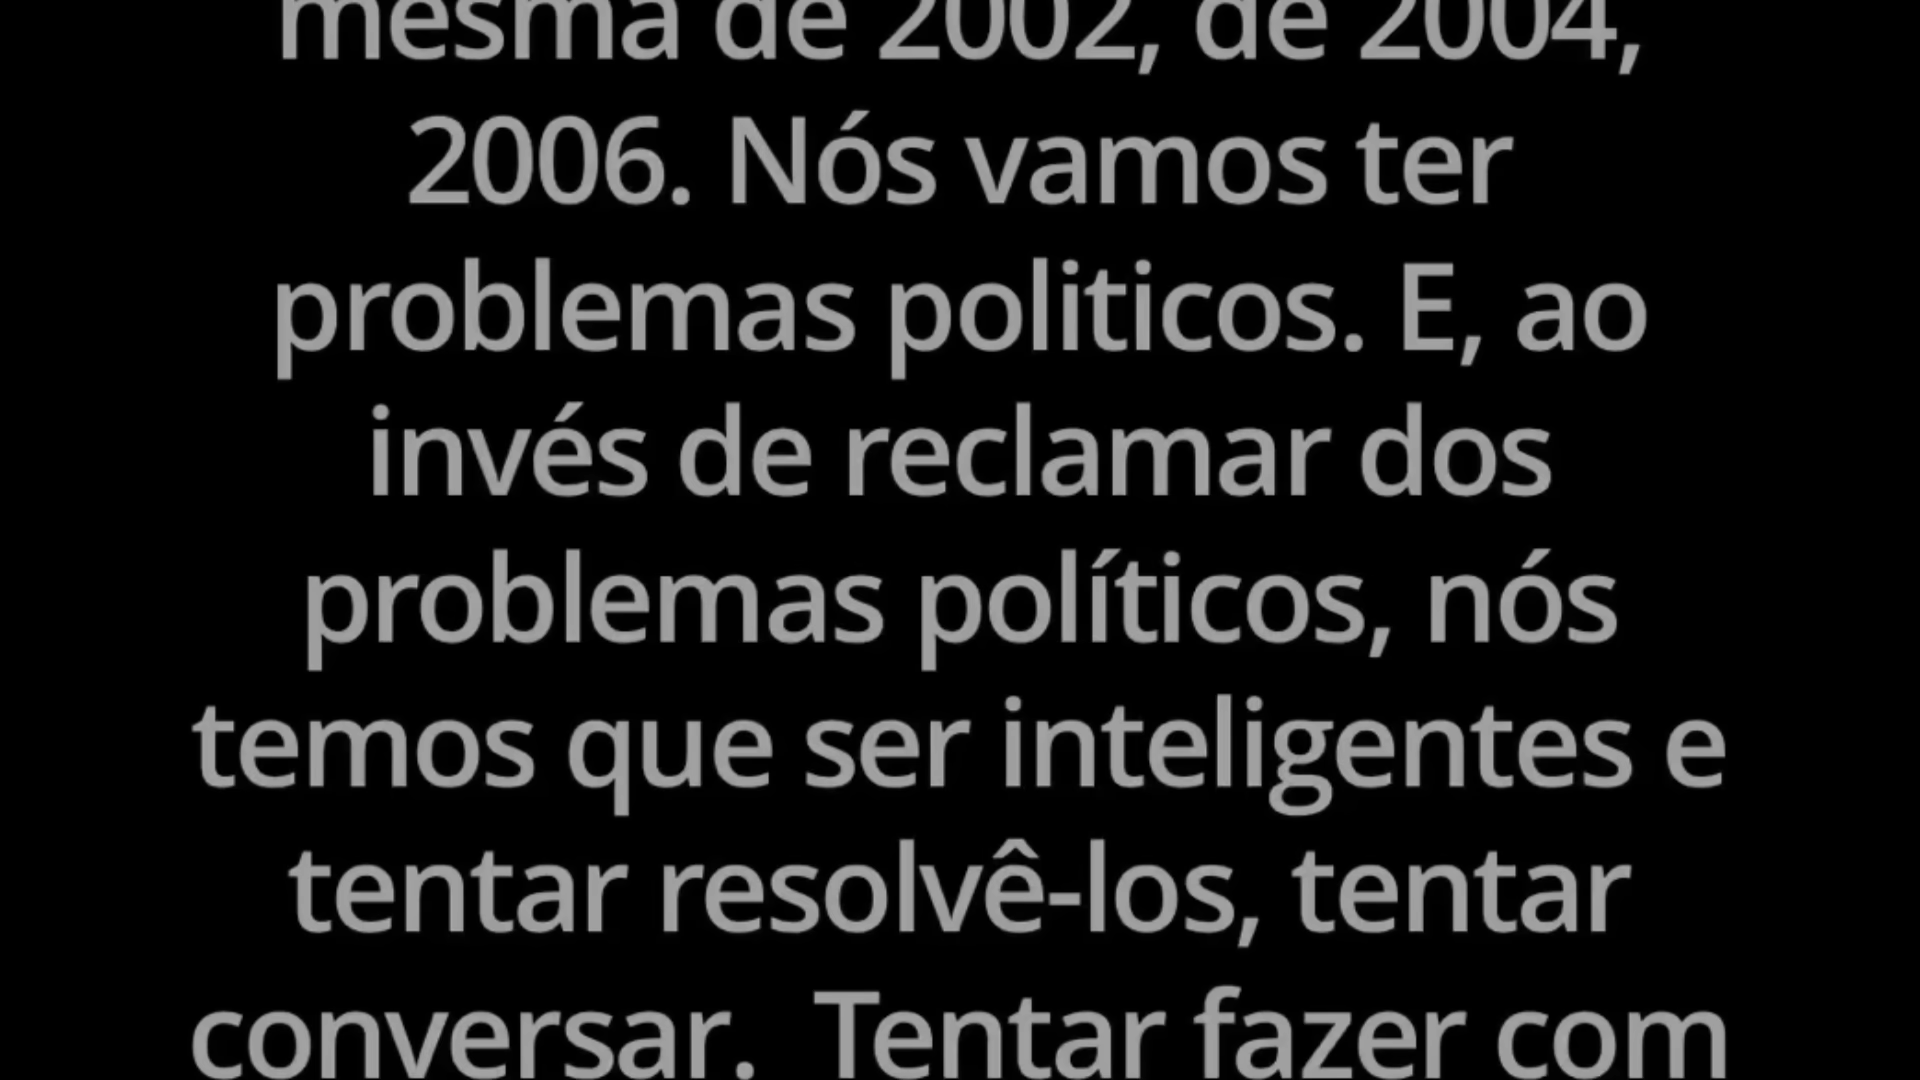 mesma de 2002, de 2004,
2006. Nós vamos ter
problemas politicos. E, ao
invés de reclamar dos
problemas políticos, nós
temos que ser inteligentes e
tentar resolvê-los, tentar
conversar.  Tentar fazer com